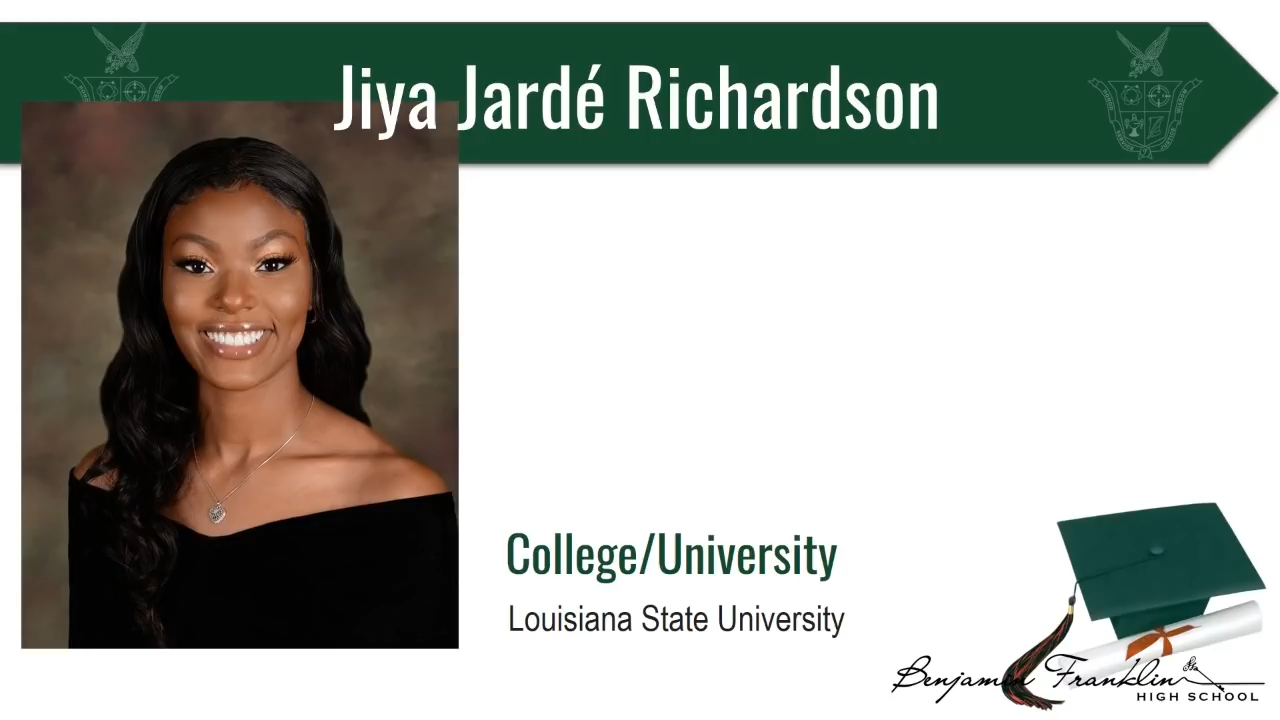 Jiya Jardé Richardson
College/University
Louisiana State University
Benjamin Franklin
HIGH SCHOOL